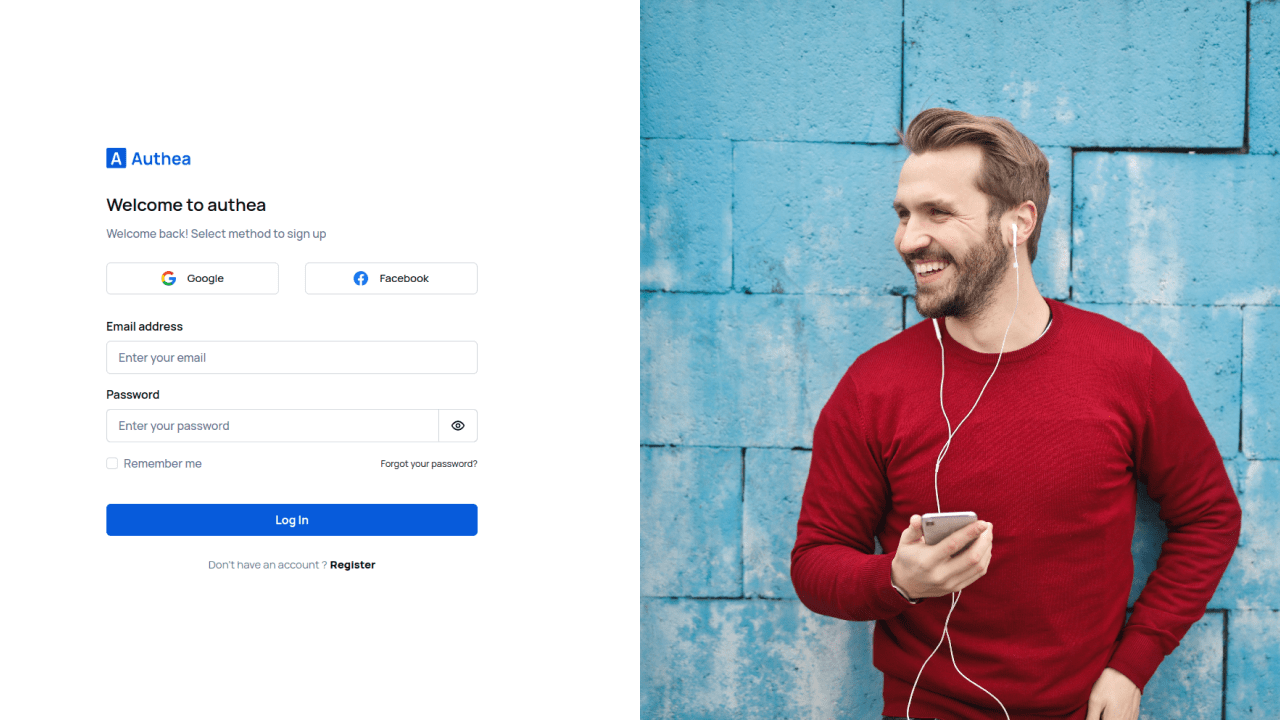 A Authea
Welcome to authea
Welcome back! Select method to sign up
Google
Facebook
Email address
Enter your email
Password
Enter your password
Remember me
Forgot your password?
Log In
Don't have an account ? Register